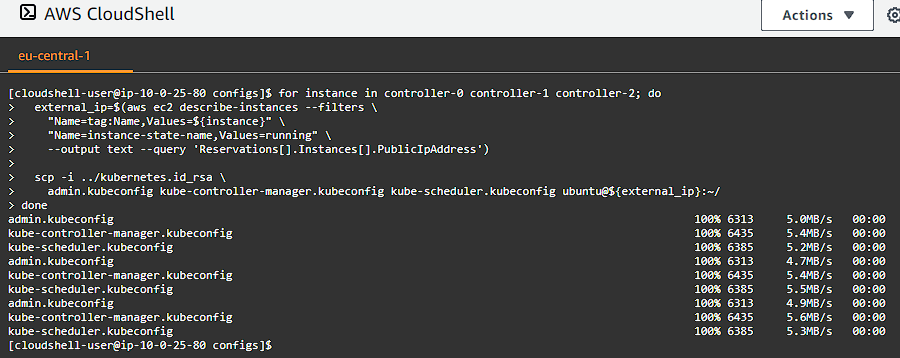 AWS CloudShell
Actions
eu-central-1
[cloudshell-user@ip-10-0-25-80 configs]$ for instance in controller-0 controller-1 controller-2; do
>   external_ip=$(aws ec2 describe-instances --filters \
>     "Name=tag:Name,Values=${instance}" \
>     "Name=instance-state-name,Values=running" \
>     --output text --query 'Reservations[].Instances[].PublicIpAddress')
>
>   scp -i ../kubernetes.id_rsa \
>     admin.kubeconfig kube-controller-manager.kubeconfig kube-scheduler.kubeconfig ubuntu@${external_ip}:~/
> done
admin.kubeconfig 100% 6313 5.0MB/s 00:00
kube-controller-manager.kubeconfig 100% 6435 5.4MB/s 00:00
kube-scheduler.kubeconfig 100% 6385 5.2MB/s 00:00
admin.kubeconfig 100% 6313 4.7MB/s 00:00
kube-controller-manager.kubeconfig 100% 6435 5.4MB/s 00:00
kube-scheduler.kubeconfig 100% 6385 5.5MB/s 00:00
admin.kubeconfig 100% 6313 4.9MB/s 00:00
kube-controller-manager.kubeconfig 100% 6435 5.6MB/s 00:00
kube-scheduler.kubeconfig 100% 6385 5.3MB/s 00:00
[cloudshell-user@ip-10-0-25-80 configs]$